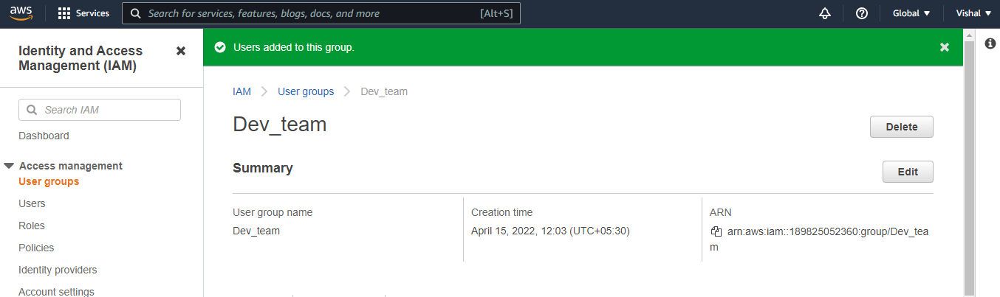 aws Services Search for services, features, blogs, docs, and more [Alt+S] Global Vishal
Identity and Access
Management (IAM)
Search IAM
Dashboard
Access management
User groups
Users
Roles
Policies
Identity providers
Account settings
Users added to this group.
IAM User groups Dev_team
Dev_team
Delete
Summary
Edit
User group name
Dev_team
Creation time
April 15, 2022, 12:03 (UTC+05:30)
ARN
arn:aws:iam::189825052360:group/Dev_tea
m